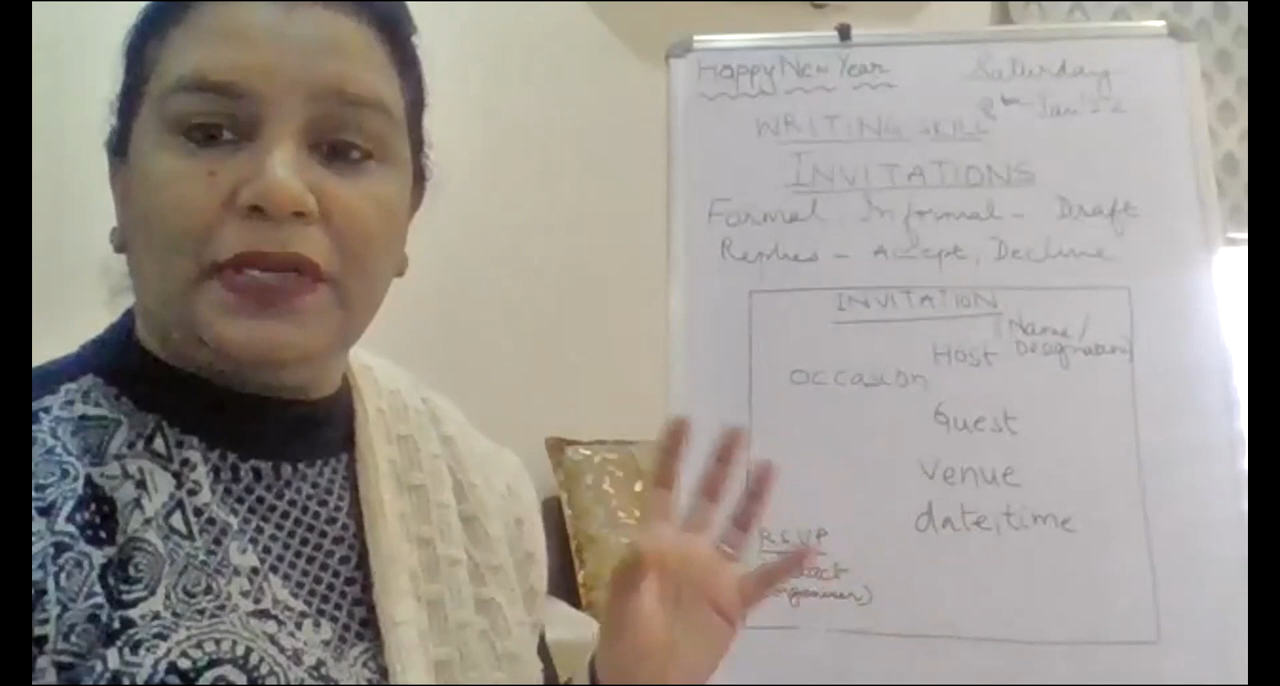 Happy New Year Saturday
8th Jan'22
WRITING SKILL
INVITATIONS
Formal, Informal - Draft
Replies - Accept, Decline
INVITATION
Name/
Host Designation
occasion
Guest
venue
date, time
RSVP